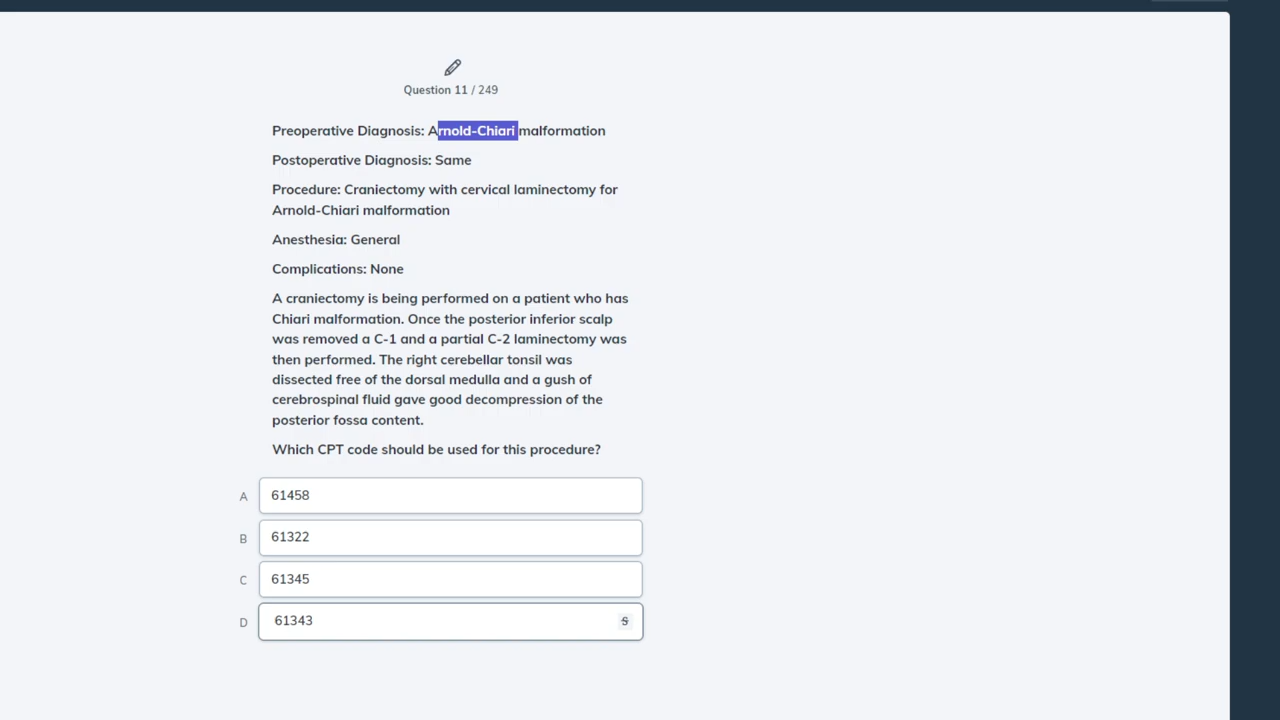 Question 11 / 249
Preoperative Diagnosis: Arnold-Chiari malformation
Postoperative Diagnosis: Same
Procedure: Craniectomy with cervical laminectomy for
Arnold-Chiari malformation
Anesthesia: General
Complications: None
A craniectomy is being performed on a patient who has
Chiari malformation. Once the posterior inferior scalp
was removed a C-1 and a partial C-2 laminectomy was
then performed. The right cerebellar tonsil was
dissected free of the dorsal medulla and a gush of
cerebrospinal fluid gave good decompression of the
posterior fossa content.
Which CPT code should be used for this procedure?
A 61458
B 61322
C 61345
D 61343 S